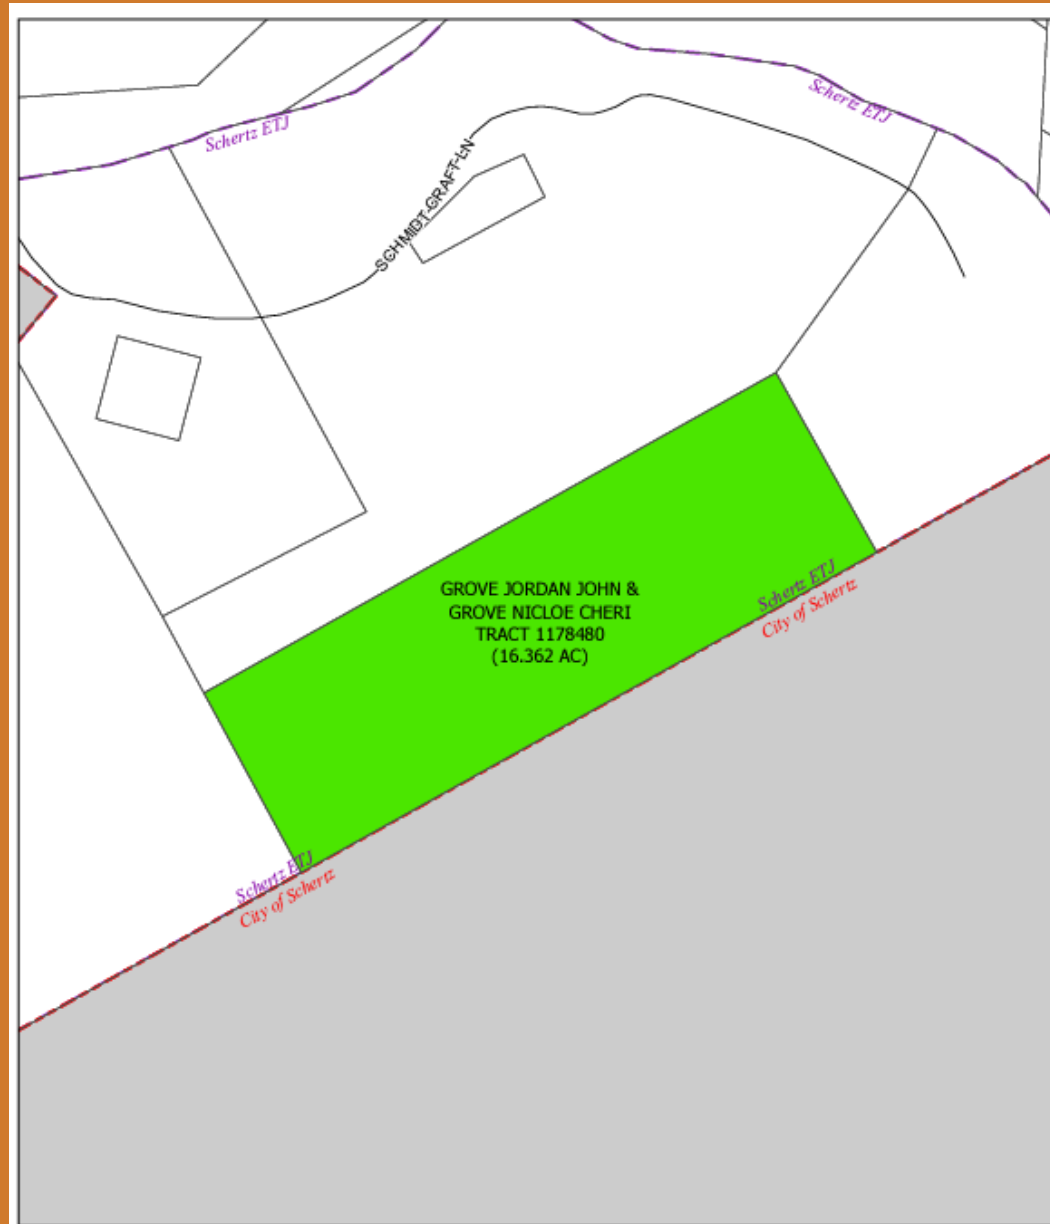 Schertz ETJ
Schertz ETJ
SCHMIDT-GRAFT-LN
GROVE JORDAN JOHN &
GROVE NICLOE CHERI
TRACT 1178480
(16.362 AC)
Schertz ETJ
City of Schertz
Schertz ETJ
City of Schertz